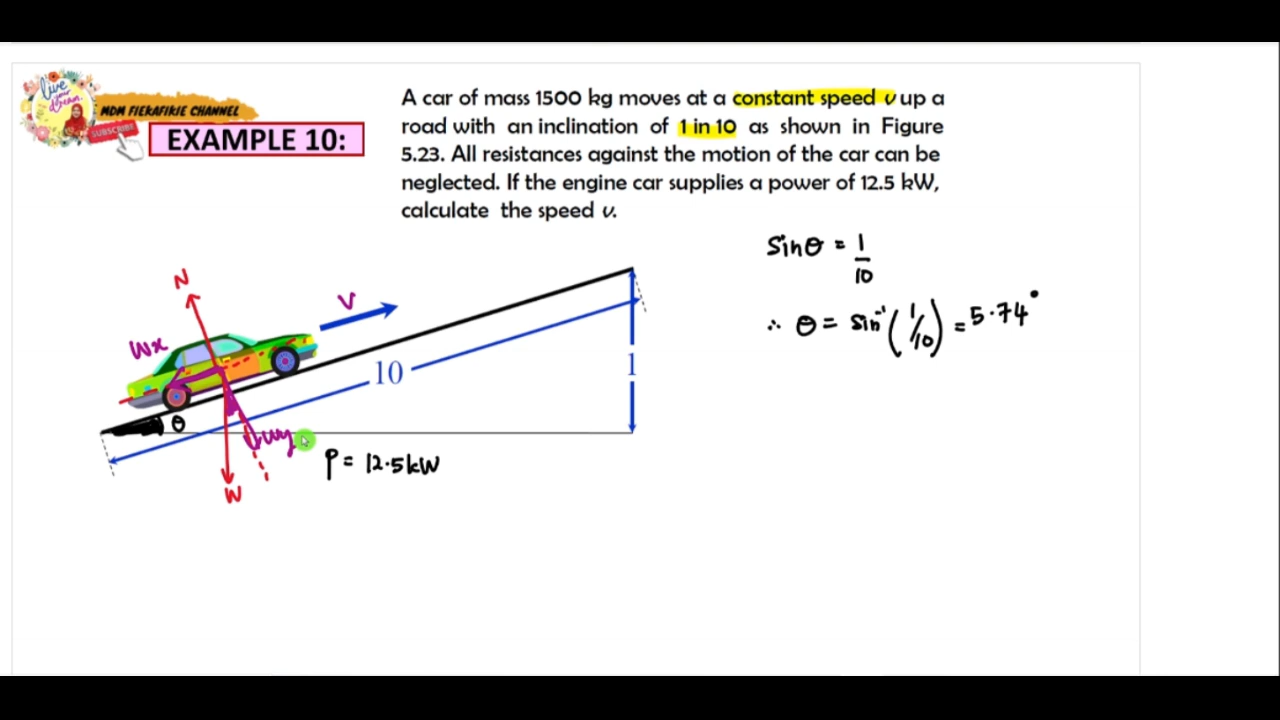 live
your
dream.
MDM FIEKAFIKIE CHANNEL
SUBSCRIBE
EXAMPLE 10:
A car of mass 1500 kg moves at a constant speed v up a
road with an inclination of 1 in 10 as shown in Figure
5.23. All resistances against the motion of the car can be
neglected. If the engine car supplies a power of 12.5 kW,
calculate the speed v.
Sinθ = 1/10
∴ θ = sin⁻¹(1/10) = 5.74°
N
V
Wx
10
1
θ
Wy
P = 12.5kW
W